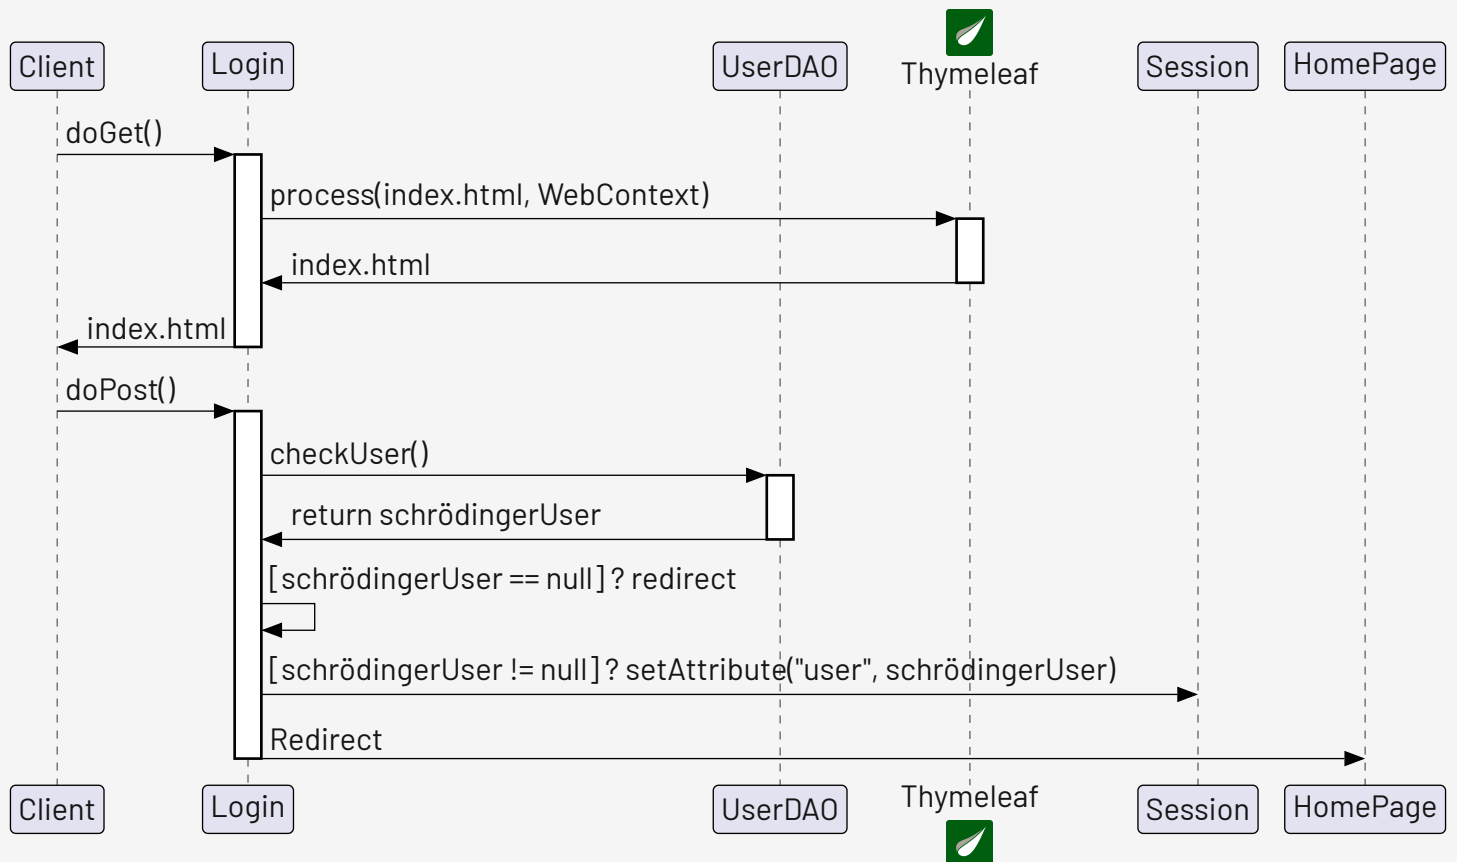 Client
Login
UserDAO
Thymeleaf
Session
HomePage
doGet()
process(index.html, WebContext)
index.html
index.html
doPost()
checkUser()
return schrödingerUser
[schrödingerUser == null] ? redirect
[schrödingerUser != null] ? setAttribute("user", schrödingerUser)
Redirect
Client
Login
UserDAO
Thymeleaf
Session
HomePage